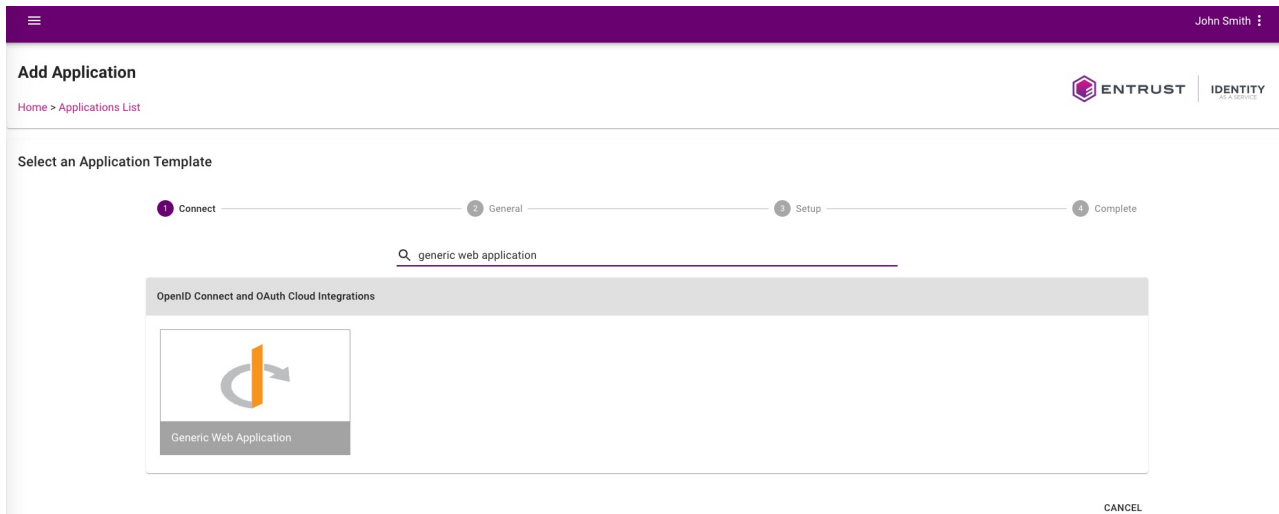 John Smith
Add Application
ENTRUST
IDENTITY
AS A SERVICE
Home > Applications List
Select an Application Template
1 Connect
2 General
3 Setup
4 Complete
generic web application
OpenID Connect and OAuth Cloud Integrations
Generic Web Application
CANCEL